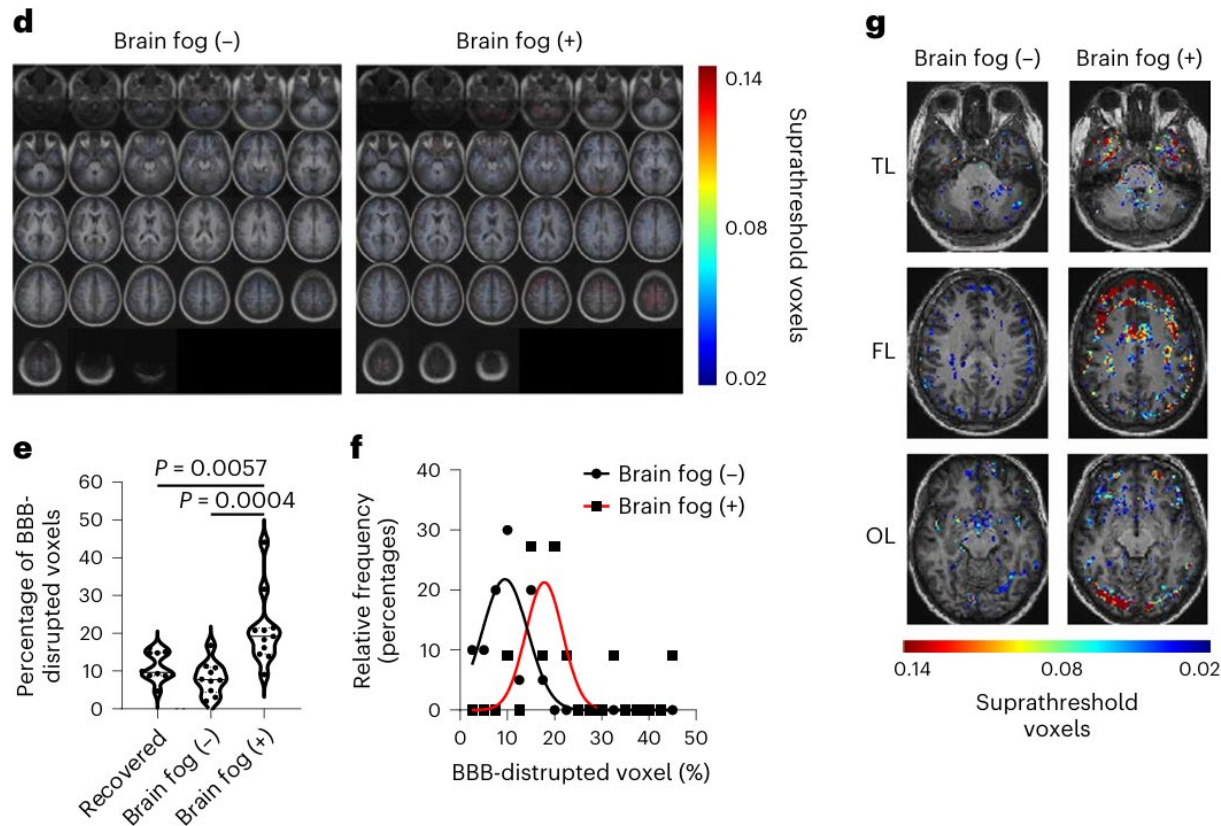 d
Brain fog (–)
Brain fog (+)
0.14
0.08
0.02
Suprathreshold voxels
e
Percentage of BBB-
disrupted voxels
60
50
40
30
20
10
0
P = 0.0057
P = 0.0004
Recovered
Brain fog (–)
Brain fog (+)
f
Relative frequency
(percentages)
40
30
20
10
0
Brain fog (–)
Brain fog (+)
0
10
20
30
40
50
BBB-distrupted voxel (%)
g
Brain fog (–)
Brain fog (+)
TL
FL
OL
0.14
0.08
0.02
Suprathreshold
voxels